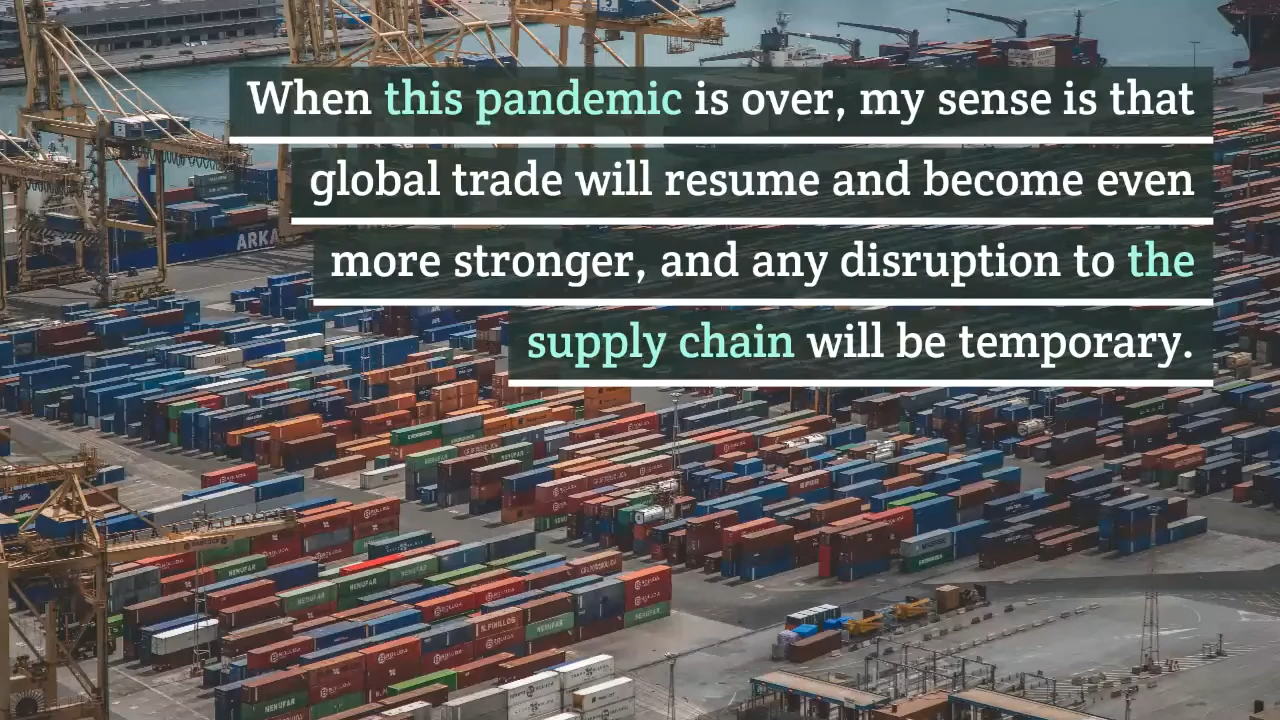 When this pandemic is over, my sense is that
global trade will resume and become even
more stronger, and any disruption to the
supply chain will be temporary.
ARKA